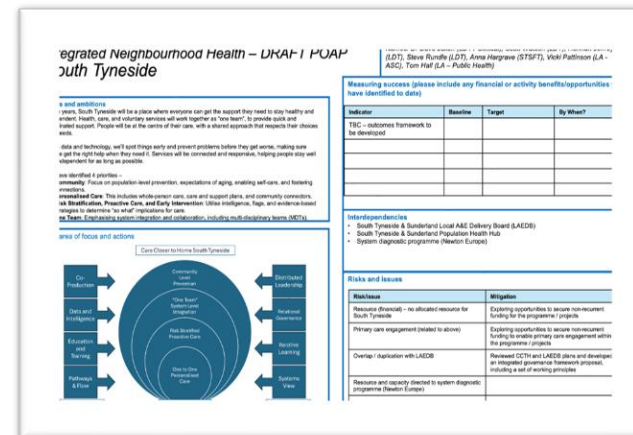 egrated Neighbourhood Health – DRAFT POAP
outh Tyneside
(LDT), Steve Rundle (LDT), Anna Hargrave (STSFT), Vicki Pattinson (LA -
ASC), Tom Hall (LA – Public Health)
s and ambitions
years, South Tyneside will be a place where everyone can get the support they need to stay healthy and
endent. Health, care, and voluntary services will work together as "one team", to provide quick and
inated support. People will be at the centre of their care, with a shared approach that respects their choices
eeds.
data and technology, we'll spot things early and prevent problems before they get worse, making sure
e get the right help when they need it. Services will be connected and responsive, helping people stay well
dependent for as long as possible.
ave identified 4 priorities –
ommunity: Focus on population-level prevention, expectations of aging, enabling self-care, and fostering
nnections.
rsonalised Care: This includes whole-person care, care and support plans, and community connectors.
isk Stratification, Proactive Care, and Early Intervention: Utilise intelligence, flags, and evidence-based
rategies to determine "so what" implications for care.
ne Team: Emphasising system integration and collaboration, including multi-disciplinary teams (MDTs).
area of focus and actions
Care Closer to Home South Tyneside
Co-
Production
Data and
Intelligence
Education
and
Training
Pathways
& Flow
Community
Level
Prevention
"One Team"
System Level
Integration
Risk Stratified
Proactive Care
One to One
Personalised
Care
Distributed
Leadership
Relational
Governance
Iterative
Learning
Systems
View
Measuring success (please include any financial or activity benefits/opportunities
have identified to date)
Indicator Baseline Target By When?
TBC – outcomes framework to
be developed
Interdependencies
• South Tyneside & Sunderland Local A&E Delivery Board (LAEDB)
• South Tyneside & Sunderland Population Health Hub
• System diagnostic programme (Newton Europe)
Risks and issues
Risk/issue Mitigation
Resource (financial) – no allocated resource for
South Tyneside
Exploring opportunities to secure non-recurrent
funding for the programme / projects
Primary care engagement (related to above)
Exploring opportunities to secure non-recurrent
funding to enable primary care engagement within
the programme / projects
Overlap / duplication with LAEDB
Reviewed CCTH and LAEDB plans and developed
an integrated governance framework proposal,
including a set of working principles
Resource and capacity directed to system diagnostic
programme (Newton Europe)